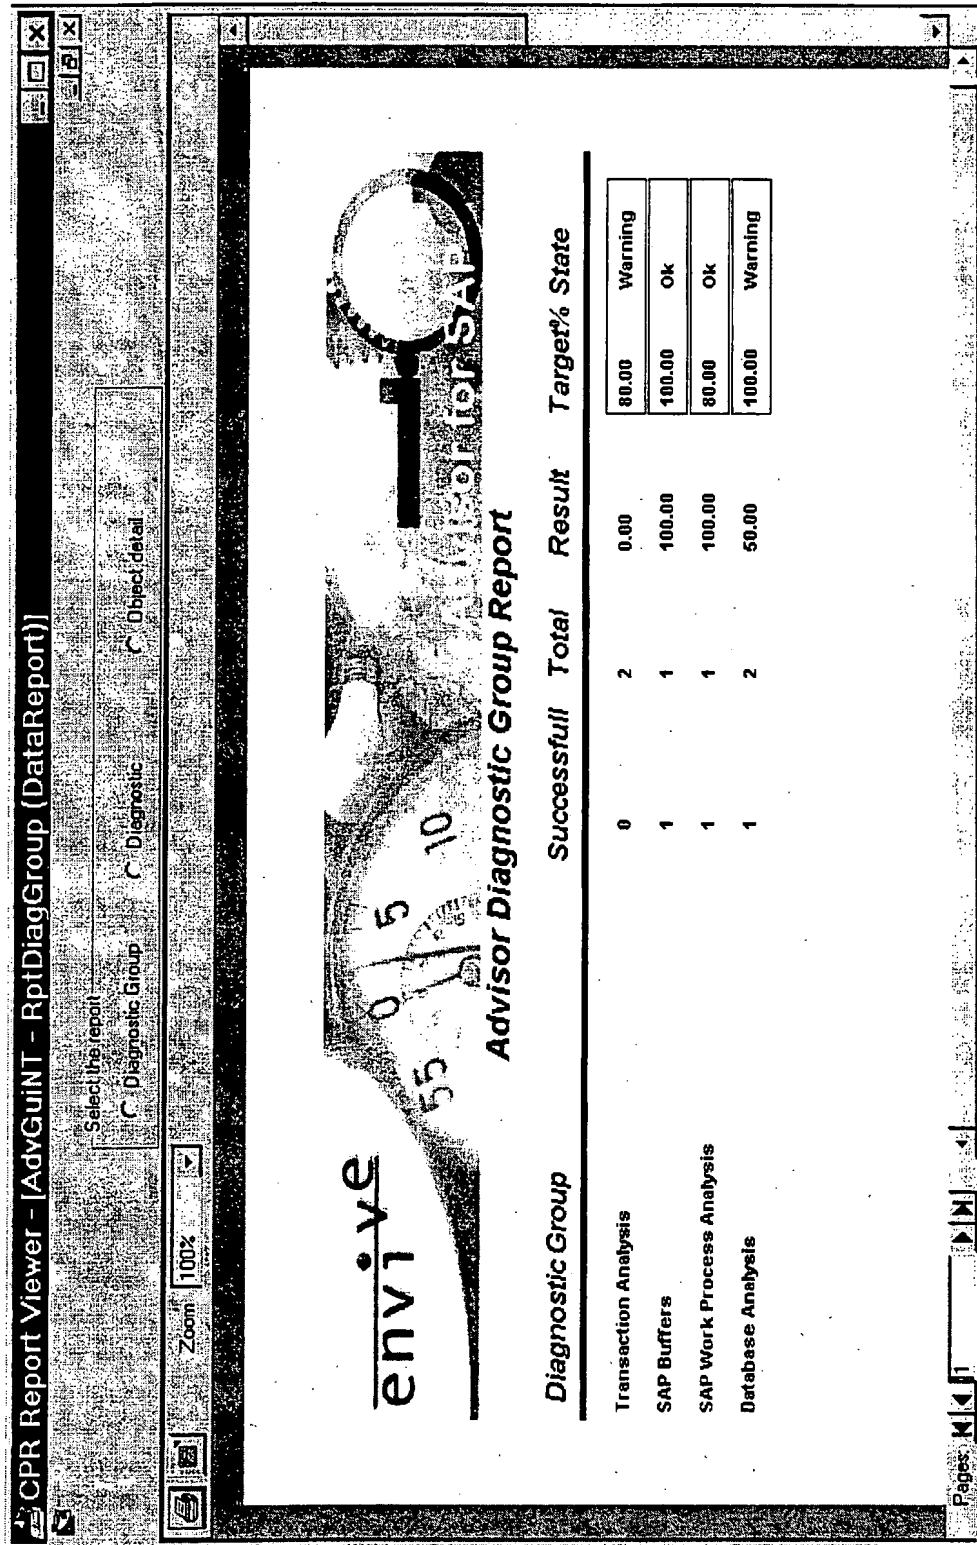 CPR Report Viewer - [AdvGuiNT - RptDiagGroup (DataReport)]
Select the report
Diagnostic Group Diagnostic Object detail
Zoom 100%
envive
55 0 5 10
Advisor for SAP
Advisor Diagnostic Group Report
Diagnostic Group Successfull Total Result Target% State
Transaction Analysis 0 2 0.00 80.00 Warning
SAP Buffers 1 1 100.00 100.00 Ok
SAP Work Process Analysis 1 1 100.00 80.00 Ok
Database Analysis 1 2 50.00 100.00 Warning
Pages: 1